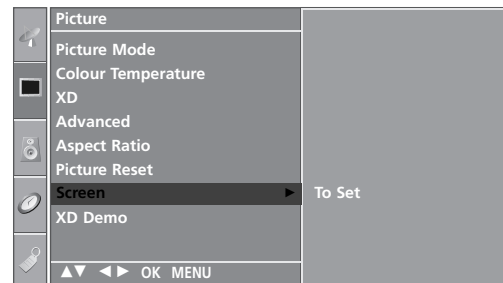 Picture
Picture Mode
Colour Temperature
XD
Advanced
Aspect Ratio
Picture Reset
Screen ▶ To Set
XD Demo
▲▼ ◄ ▶ OK MENU